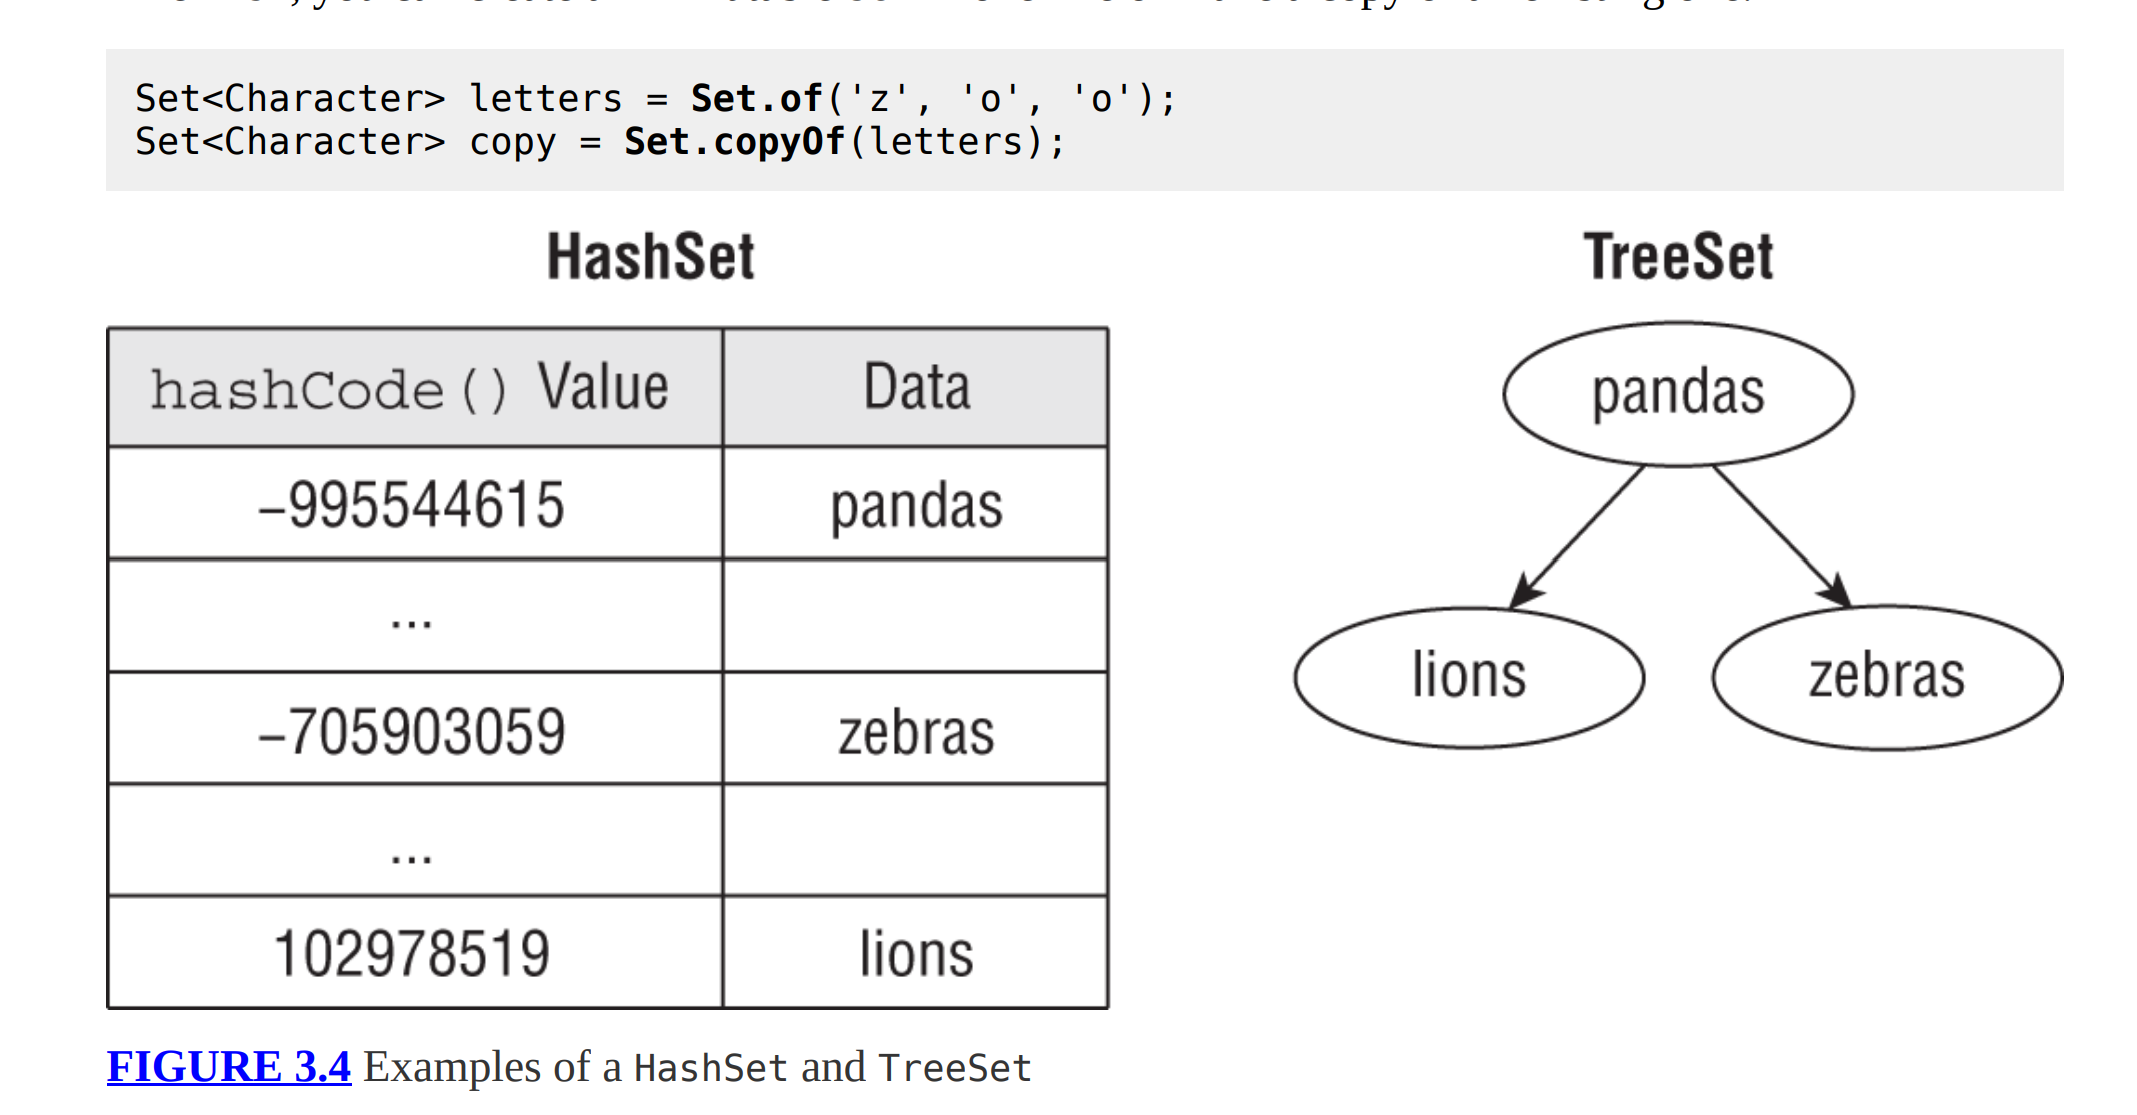 Set<Character> letters = Set.of('z', 'o', 'o');
Set<Character> copy = Set.copyOf(letters);
HashSet
TreeSet
hashCode() Value Data
–995544615 pandas
...
–705903059 zebras
...
102978519 lions
pandas
lions zebras
FIGURE 3.4 Examples of a HashSet and TreeSet